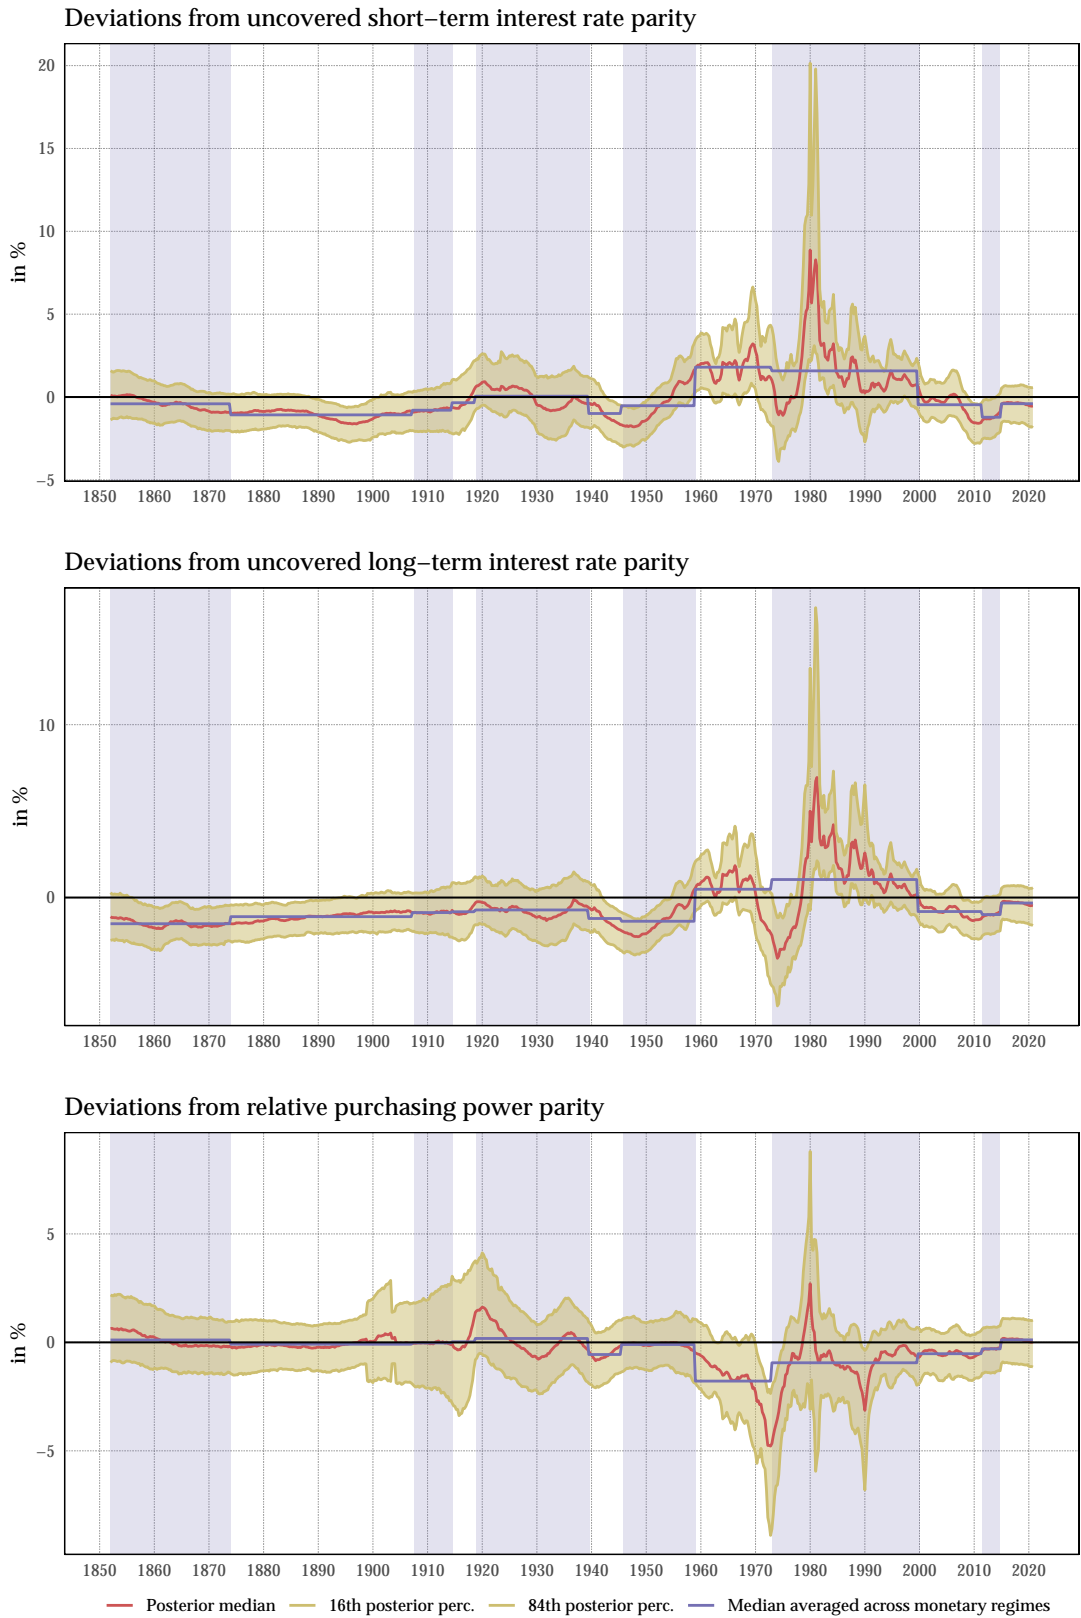 Deviations from uncovered short–term interest rate parity
in %
20
15
10
5
0
−5
1850 1860 1870 1880 1890 1900 1910 1920 1930 1940 1950 1960 1970 1980 1990 2000 2010 2020
Deviations from uncovered long–term interest rate parity
in %
10
0
1850 1860 1870 1880 1890 1900 1910 1920 1930 1940 1950 1960 1970 1980 1990 2000 2010 2020
Deviations from relative purchasing power parity
in %
5
0
−5
1850 1860 1870 1880 1890 1900 1910 1920 1930 1940 1950 1960 1970 1980 1990 2000 2010 2020
Posterior median 16th posterior perc. 84th posterior perc. Median averaged across monetary regimes